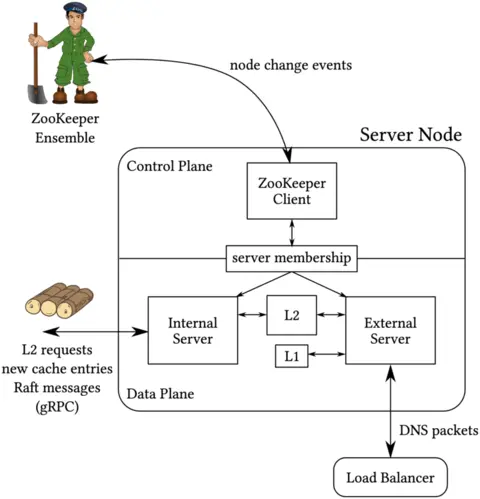 node change events
ZooKeeper
Ensemble
Server Node
Control Plane
ZooKeeper
Client
server membership
Internal
Server
L2
External
Server
L1
L2 requests
new cache entries
Raft messages
(gRPC)
Data Plane
DNS packets
Load Balancer